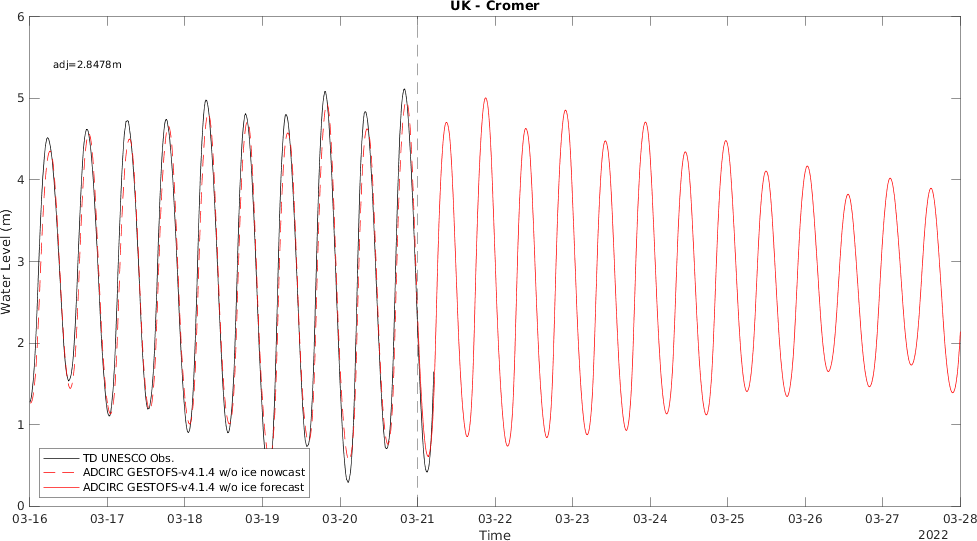 UK - Cromer
6
5
4
3
2
1
0
adj=2.8478m
Water Level (m)
TD UNESCO Obs.
ADCIRC GESTOFS-v4.1.4 w/o ice nowcast
ADCIRC GESTOFS-v4.1.4 w/o ice forecast
03-16 03-17 03-18 03-19 03-20 03-21 03-22 03-23 03-24 03-25 03-26 03-27 03-28
Time
2022